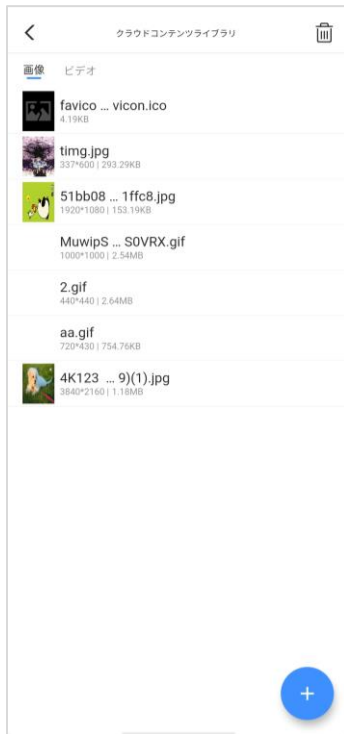 クラウドコンテンツライブラリ
画像 ビデオ
favico ... vicon.ico
4.19KB
timg.jpg
337*600 | 293.29KB
51bb08 ... 1ffc8.jpg
1920*1080 | 153.19KB
MuwipS ... S0VRX.gif
1000*1000 | 2.54MB
2.gif
440*440 | 2.64MB
aa.gif
720*430 | 754.76KB
4K123 ... 9)(1).jpg
3840*2160 | 1.18MB